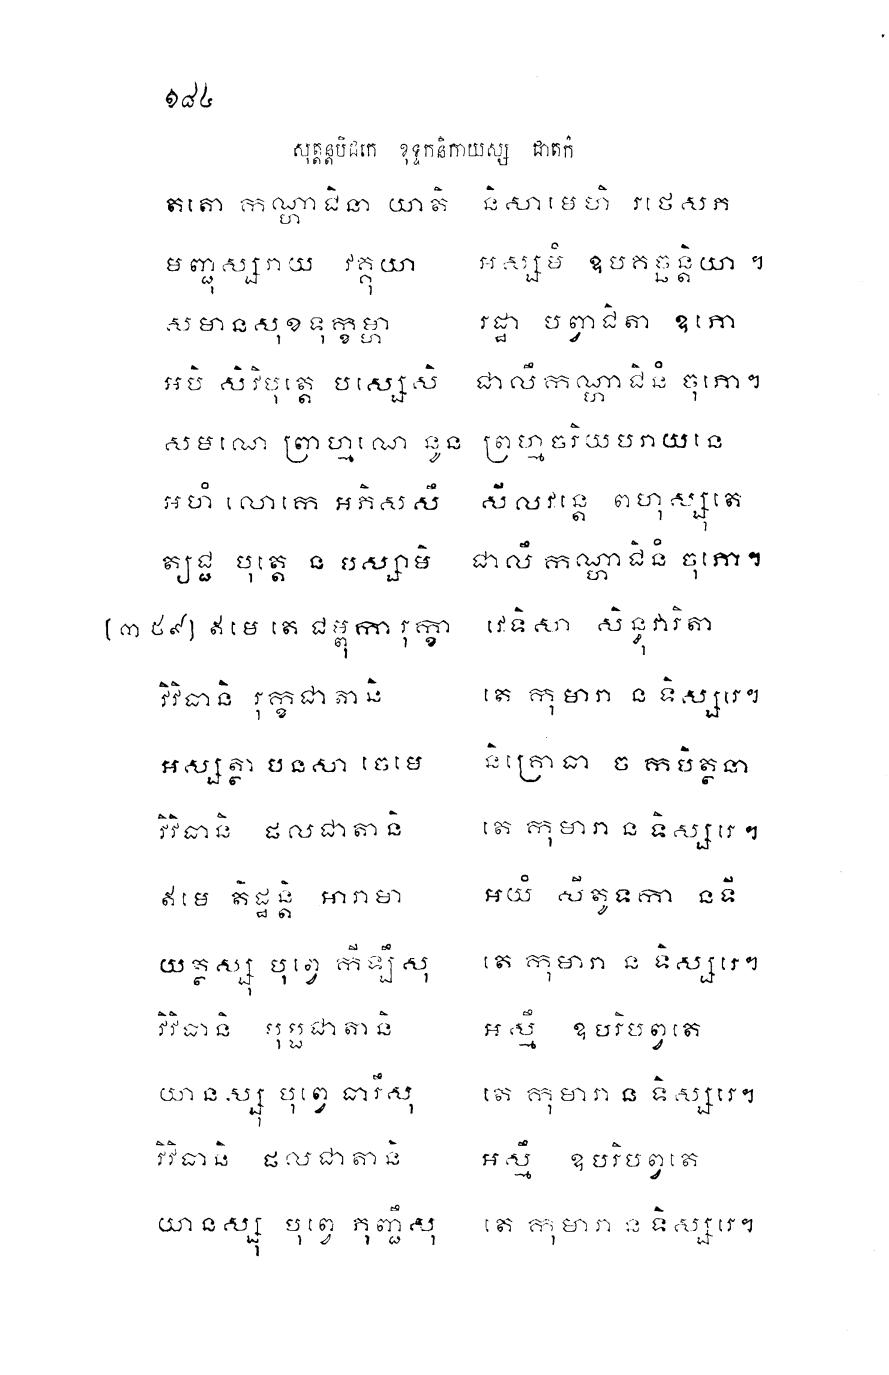 ១៨៤
សុត្តន្តបិដកេ ខុទ្ទកនិកាយស្ស ជាតកំ
តតោ កណ្ហាជិនា យាតិ និសាមេហិ រថេសភ
មញ្ជុស្សរាយ វគ្គុយា អស្សមំ ឧបគច្ឆន្តិយា ។
សមានសុខទុក្ខម្ហា រដ្ឋា បព្វាជិតា ឧភោ
អបិ សិវិបុត្តេ បស្សេសិ ជាលឹកណ្ហាជិនំ ចុភោ។
សមណេ ព្រាហ្មណេ នូន ព្រហ្មចរិយបរាយនេ
អហំ លោកេ អភិសសឹ សីលវន្តេ ពហុស្សុតេ
ត្យជ្ជ បុត្តេ ន បស្សាមិ ជាលឹ កណ្ហាជិនំ ចុភោ។
[៣៥៩] ឥមេ តេ ជម្ពុកា រុក្ខា វេទិសា សិន្ធុវារិតា
វិវិធានិ រុក្ខជាតានិ តេ កុមារា ន ទិស្សរេ។
អស្សត្ថា បនសា ចេមេ និគ្រោធា ច កបិត្ថនា
វិវិធានិ ផលជាតានិ តេ កុមារា ន ទិស្សរេ។
ឥមេ តិដ្ឋន្តិ អារាមា អយំ សីតូទកា នទី
យត្ថស្សុ បុព្វេ កីឡឹសុ តេ កុមារា ន ទិស្សរេ។
វិវិធានិ បុប្ផជាតានិ អស្មឹ ឧបរិបព្វតេ
យានស្សុ បុព្វេ ធារឹសុ តេ កុមារា ន ទិស្សរេ។
វិវិធានិ ផលជាតានិ អស្មឹ ឧបរិបព្វតេ
យានស្សុ បុព្វេ ភុញ្ជឹសុ តេ កុមារា ន ទិស្សរេ។